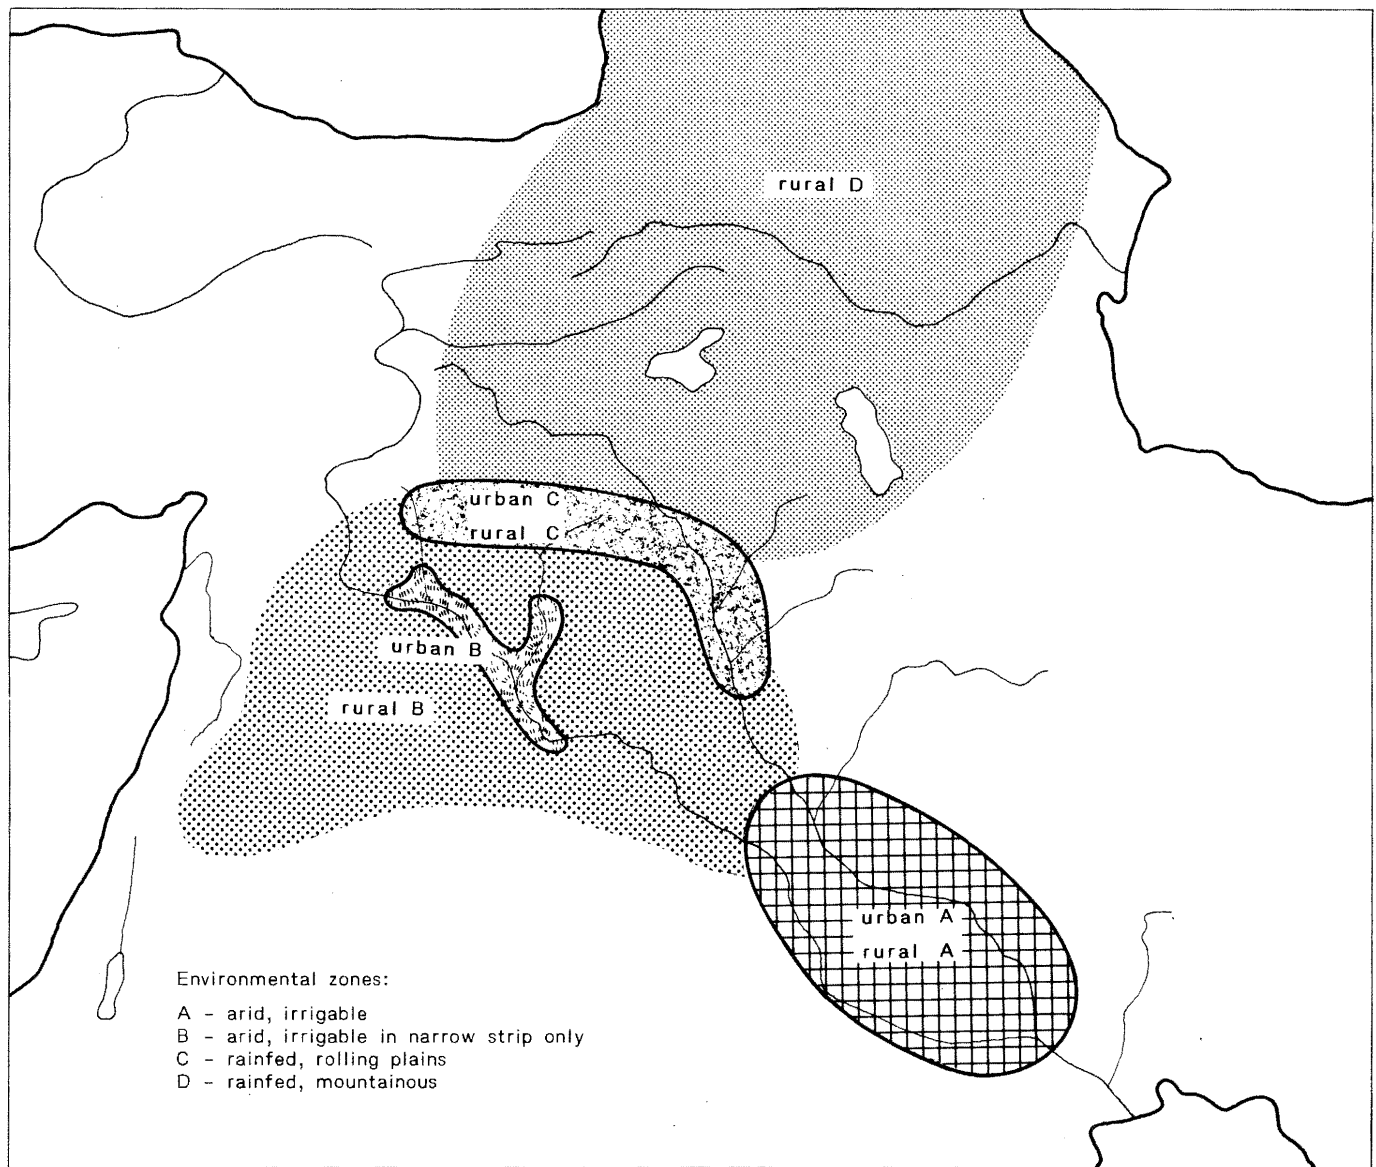 rural D
urban C
rural C
urban B
rural B
urban A
rural A
Environmental zones:
A - arid, irrigable
B - arid, irrigable in narrow strip only
C - rainfed, rolling plains
D - rainfed, mountainous